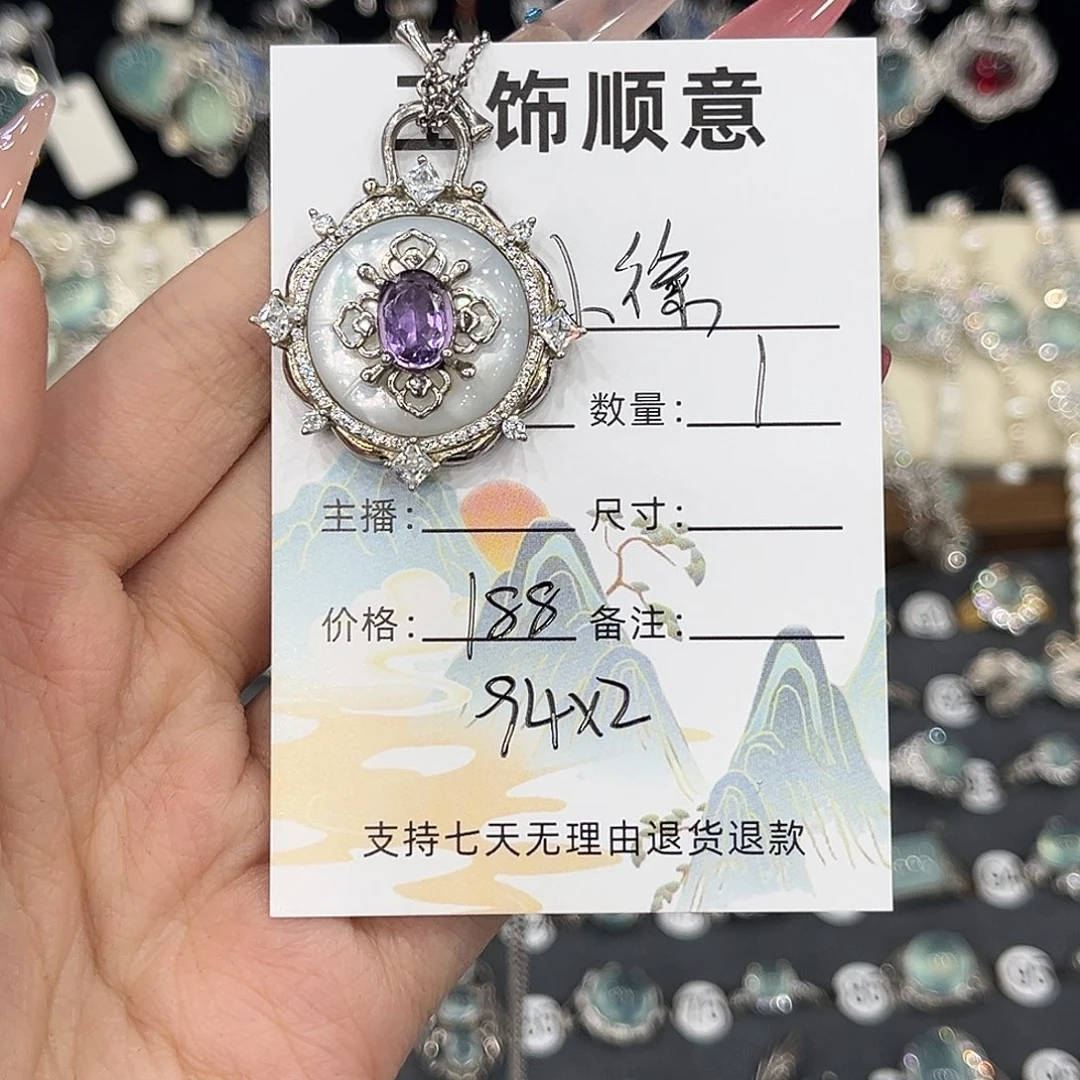 饰顺意
徐
数量: 1
主播: 尺寸:
价格: 188 备注:
94x2
支持七天无理由退货退款